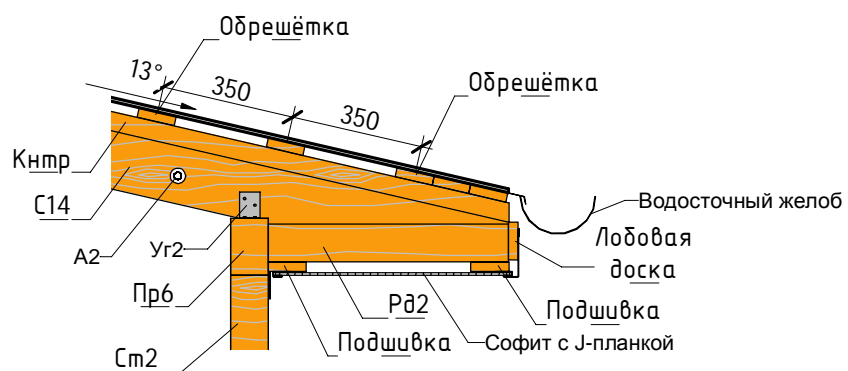 Обрешётка
13°
350
Обрешётка
350
Кнтр
С14
А2
Уг2
Водосточный желоб
Лобовая
доска
Пр6
Рд2
Подшивка
Подшивка
Софит с J-планкой
Ст2